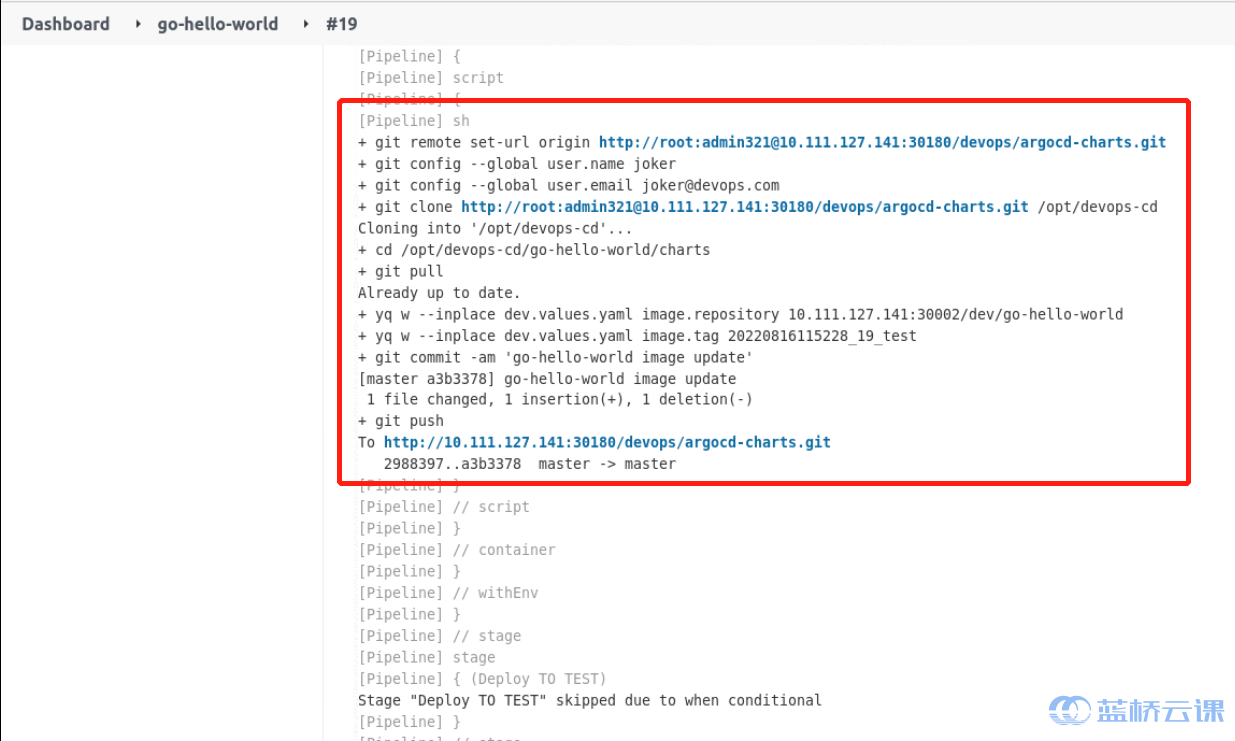 Dashboard ▸ go-hello-world ▸ #19
[Pipeline] {
[Pipeline] script
[Pipeline] {
[Pipeline] sh
+ git remote set-url origin http://root:admin321@10.111.127.141:30180/devops/argocd-charts.git
+ git config --global user.name joker
+ git config --global user.email joker@devops.com
+ git clone http://root:admin321@10.111.127.141:30180/devops/argocd-charts.git /opt/devops-cd
Cloning into '/opt/devops-cd'...
+ cd /opt/devops-cd/go-hello-world/charts
+ git pull
Already up to date.
+ yq w --inplace dev.values.yaml image.repository 10.111.127.141:30002/dev/go-hello-world
+ yq w --inplace dev.values.yaml image.tag 20220816115228_19_test
+ git commit -am 'go-hello-world image update'
[master a3b3378] go-hello-world image update
 1 file changed, 1 insertion(+), 1 deletion(-)
+ git push
To http://10.111.127.141:30180/devops/argocd-charts.git
   2988397..a3b3378  master -> master
[Pipeline] }
[Pipeline] // script
[Pipeline] }
[Pipeline] // container
[Pipeline] }
[Pipeline] // withEnv
[Pipeline] }
[Pipeline] // stage
[Pipeline] stage
[Pipeline] { (Deploy TO TEST)
Stage "Deploy TO TEST" skipped due to when conditional
[Pipeline] }
[Pipeline] // stage
蓝桥云课